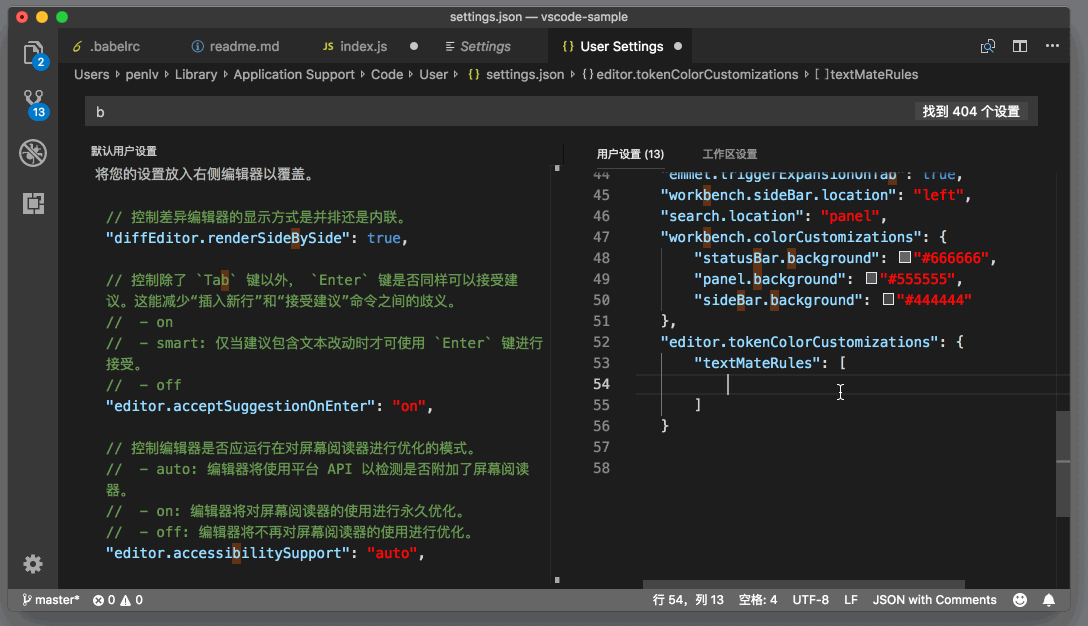 settings.json — vscode-sample
.babelrc
readme.md
JS index.js
Settings
{} User Settings
Users
penlv
Library
Application Support
Code
User
{} settings.json
{} editor.tokenColorCustomizations
[ ] textMateRules
2
13
b
找到 404 个设置
默认用户设置
将您的设置放入右侧编辑器以覆盖。
// 控制差异编辑器的显示方式是并排还是内联。
"diffEditor.renderSideBySide": true,
// 控制除了 `Tab` 键以外， `Enter` 键是否同样可以接受建
议。这能减少“插入新行”和“接受建议”命令之间的歧义。
//  - on
//  - smart: 仅当建议包含文本改动时才可使用 `Enter` 键进行
接受。
//  - off
"editor.acceptSuggestionOnEnter": "on",
// 控制编辑器是否应运行在对屏幕阅读器进行优化的模式。
//  - auto: 编辑器将使用平台 API 以检测是否附加了屏幕阅读
器。
//  - on: 编辑器将对屏幕阅读器的使用进行永久优化。
//  - off: 编辑器将不再对屏幕阅读器的使用进行优化。
"editor.accessibilitySupport": "auto",
用户设置 (13)
工作区设置
44 "emmet.triggerExpansionOnTab": true,
45 "workbench.sideBar.location": "left",
46 "search.location": "panel",
47 "workbench.colorCustomizations": {
48 "statusBar.background": "#666666",
49 "panel.background": "#555555",
50 "sideBar.background": "#444444"
51 },
52 "editor.tokenColorCustomizations": {
53 "textMateRules": [
54
55 ]
56 }
57
58
master*
0
0
行 54，列 13
空格: 4
UTF-8
LF
JSON with Comments